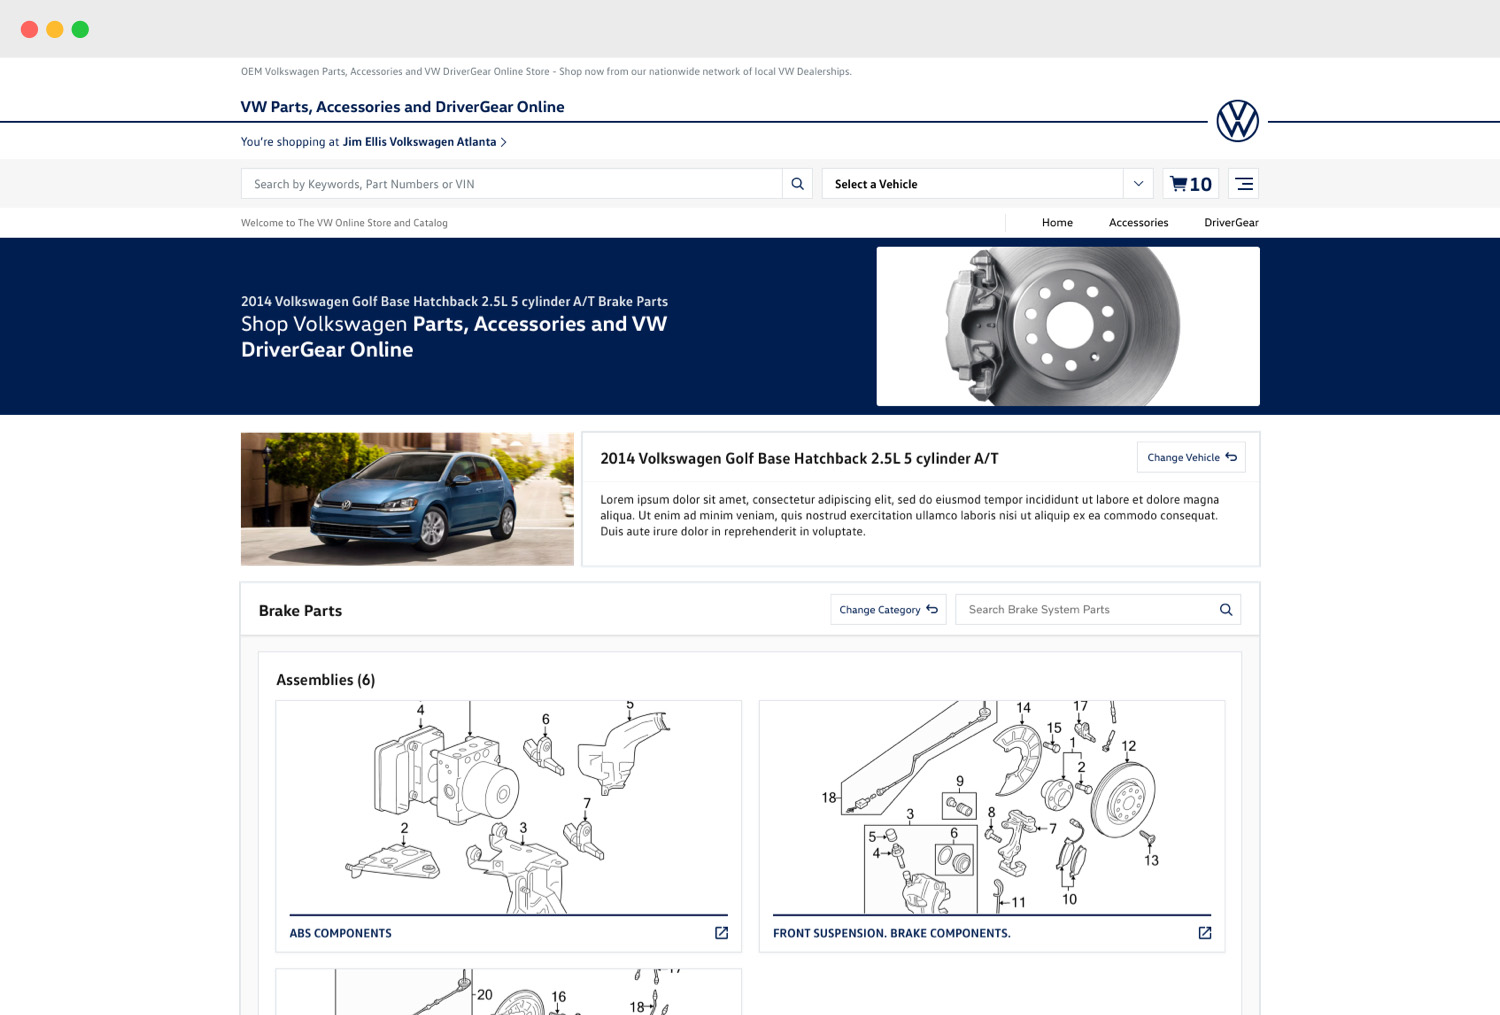 OEM Volkswagen Parts, Accessories and VW DriverGear Online Store - Shop now from our nationwide network of local VW Dealerships.
VW Parts, Accessories and DriverGear Online
You're shopping at Jim Ellis Volkswagen Atlanta
Search by Keywords, Part Numbers or VIN
Select a Vehicle
10
Welcome to The VW Online Store and Catalog
Home
Accessories
DriverGear
2014 Volkswagen Golf Base Hatchback 2.5L 5 cylinder A/T Brake Parts
Shop Volkswagen Parts, Accessories and VW
DriverGear Online
2014 Volkswagen Golf Base Hatchback 2.5L 5 cylinder A/T
Change Vehicle
Lorem ipsum dolor sit amet, consectetur adipiscing elit, sed do eiusmod tempor incididunt ut labore et dolore magna
aliqua. Ut enim ad minim veniam, quis nostrud exercitation ullamco laboris nisi ut aliquip ex ea commodo consequat.
Duis aute irure dolor in reprehenderit in voluptate.
Brake Parts
Change Category
Search Brake System Parts
Assemblies (6)
4
5
6
7
2
3
ABS COMPONENTS
14
17
15
1
12
2
18
9
3
8
7
5
6
4
13
10
11
FRONT SUSPENSION. BRAKE COMPONENTS.
20
16
17
18